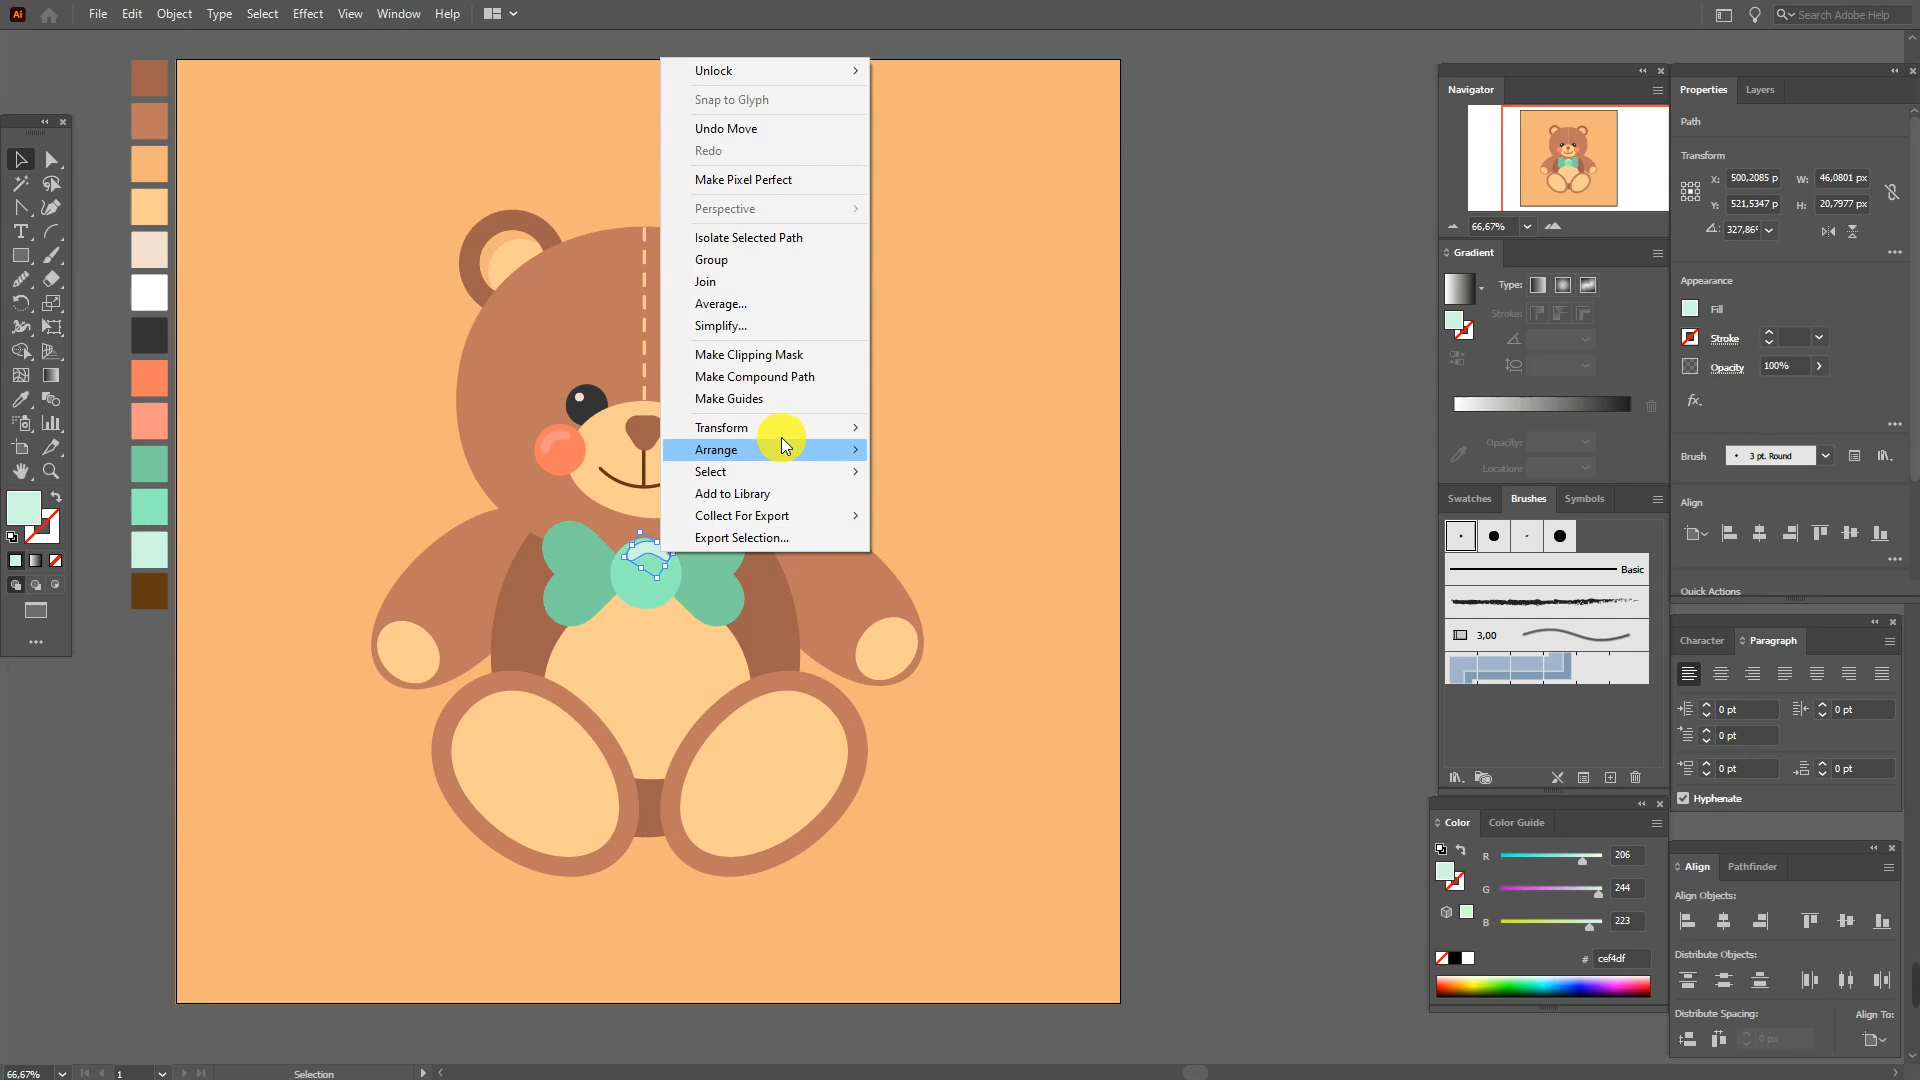 Ai File Edit Object Type Select Effect View Window Help Search Adobe Help
Unlock
Snap to Glyph
Undo Move
Redo
Make Pixel Perfect
Perspective
Isolate Selected Path
Group
Join
Average...
Simplify...
Make Clipping Mask
Make Compound Path
Make Guides
Transform
Arrange
Select
Add to Library
Collect For Export
Export Selection...
Navigator
66,67%
Gradient
Type:
Stroke:
Opacity:
Location:
Swatches Brushes Symbols
Basic
3,00
Color Color Guide
R 206
G 244
B 223
# cef4df
Properties Layers
Path
Transform
X: 500,2085 p W: 46,0801 px
Y: 521,5347 p H: 20,7977 px
327,86°
Appearance
Fill
Stroke
Opacity 100%
fx.
Brush 3 pt. Round
Align
Quick Actions
Character Paragraph
0 pt 0 pt
0 pt
0 pt 0 pt
Hyphenate
Align Pathfinder
Align Objects:
Distribute Objects:
Distribute Spacing: Align To:
0 px
66,67% 1 Selection